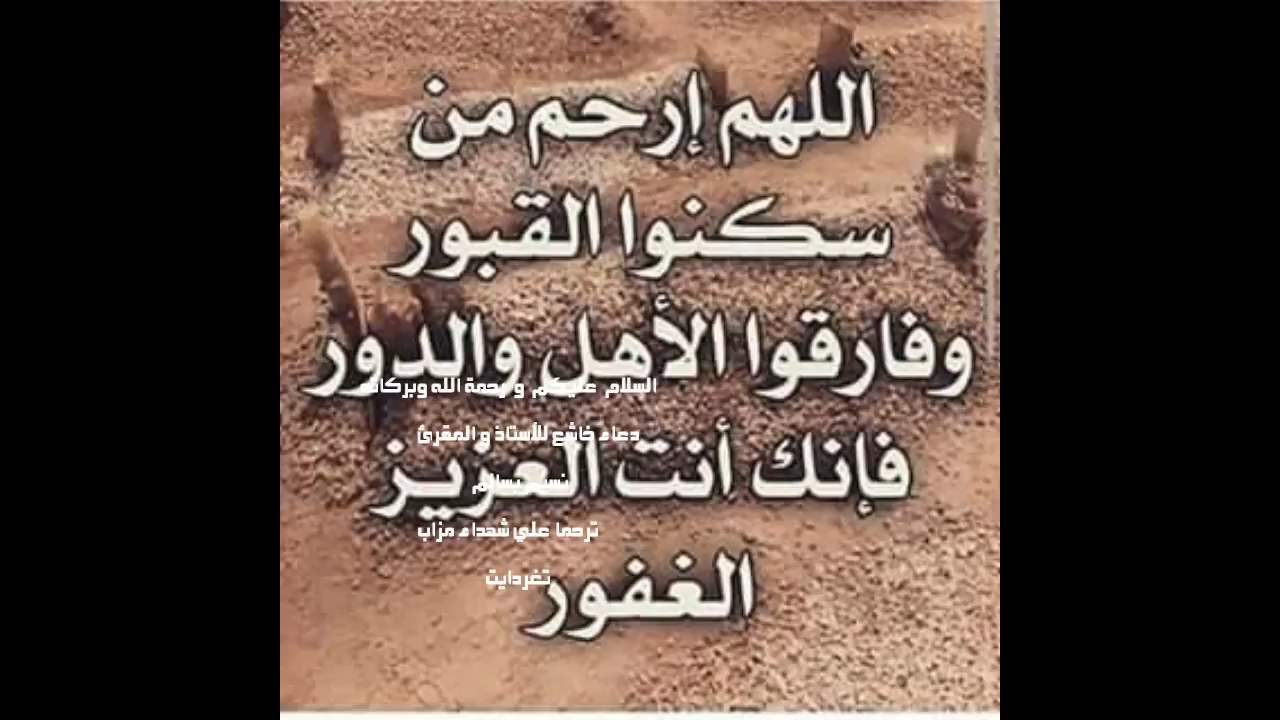 اللهم إرحم من
سكنوا القبور
وفارقوا الأهل والدور
فإنك أنت العزيز
الغفور
السلام عليكم و رحمة الله وبركاته
دعاء خاشع للأستاذ و المقرئ
ترحما علي شهداء مزاب
تغردايت